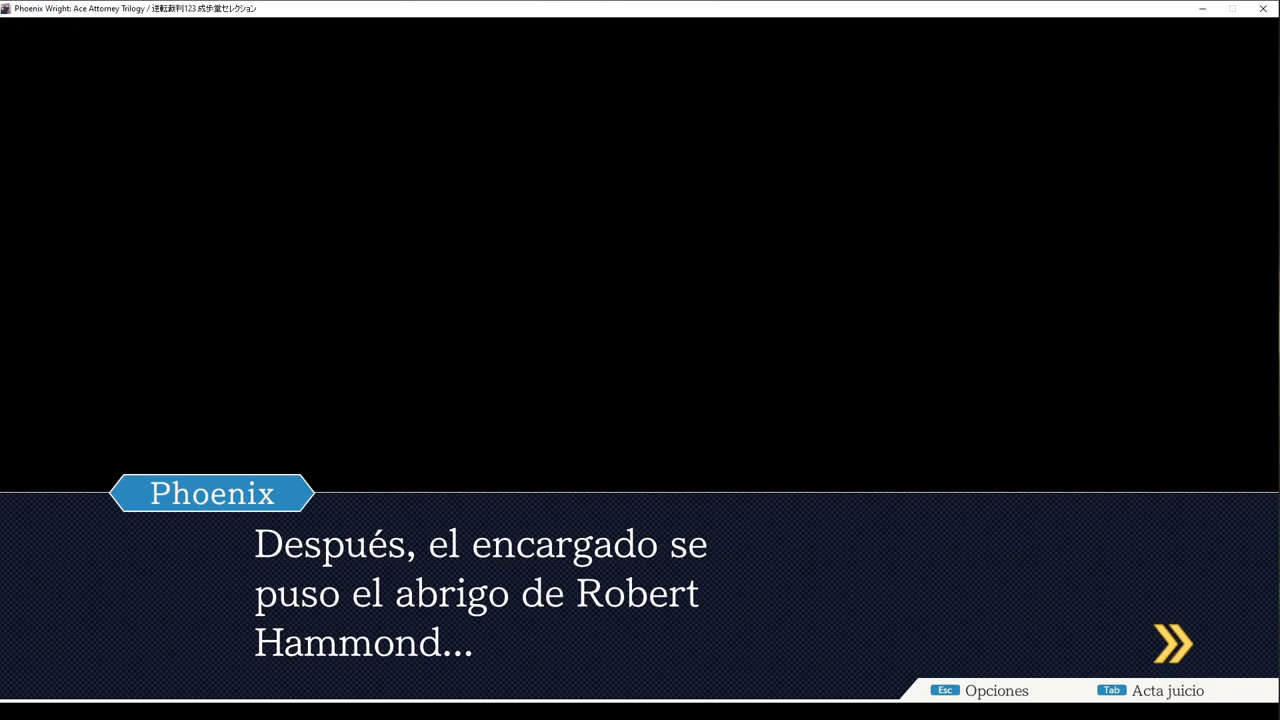 Phoenix Wright: Ace Attorney Trilogy / 逆転裁判123 成歩堂セレクション
Phoenix
Después, el encargado se
puso el abrigo de Robert
Hammond...
Esc Opciones Tab Acta juicio